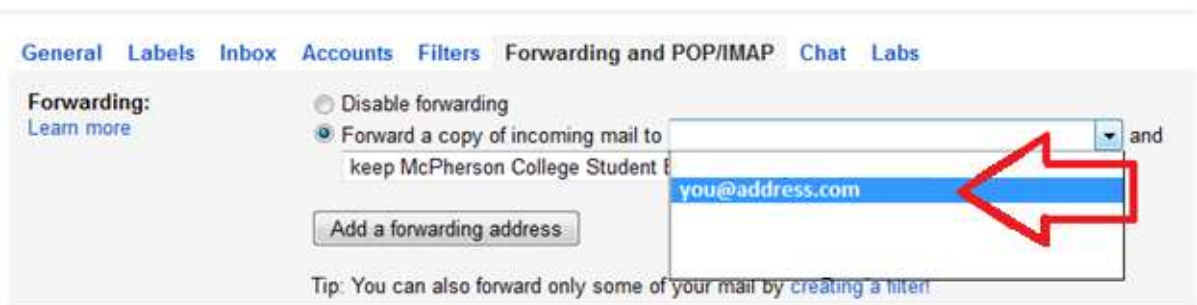 General Labels Inbox Accounts Filters Forwarding and POP/IMAP Chat Labs
Forwarding:
Learn more
Disable forwarding
Forward a copy of incoming mail to and
keep McPherson College Student
you@address.com
Add a forwarding address
Tip: You can also forward only some of your mail by creating a filter!